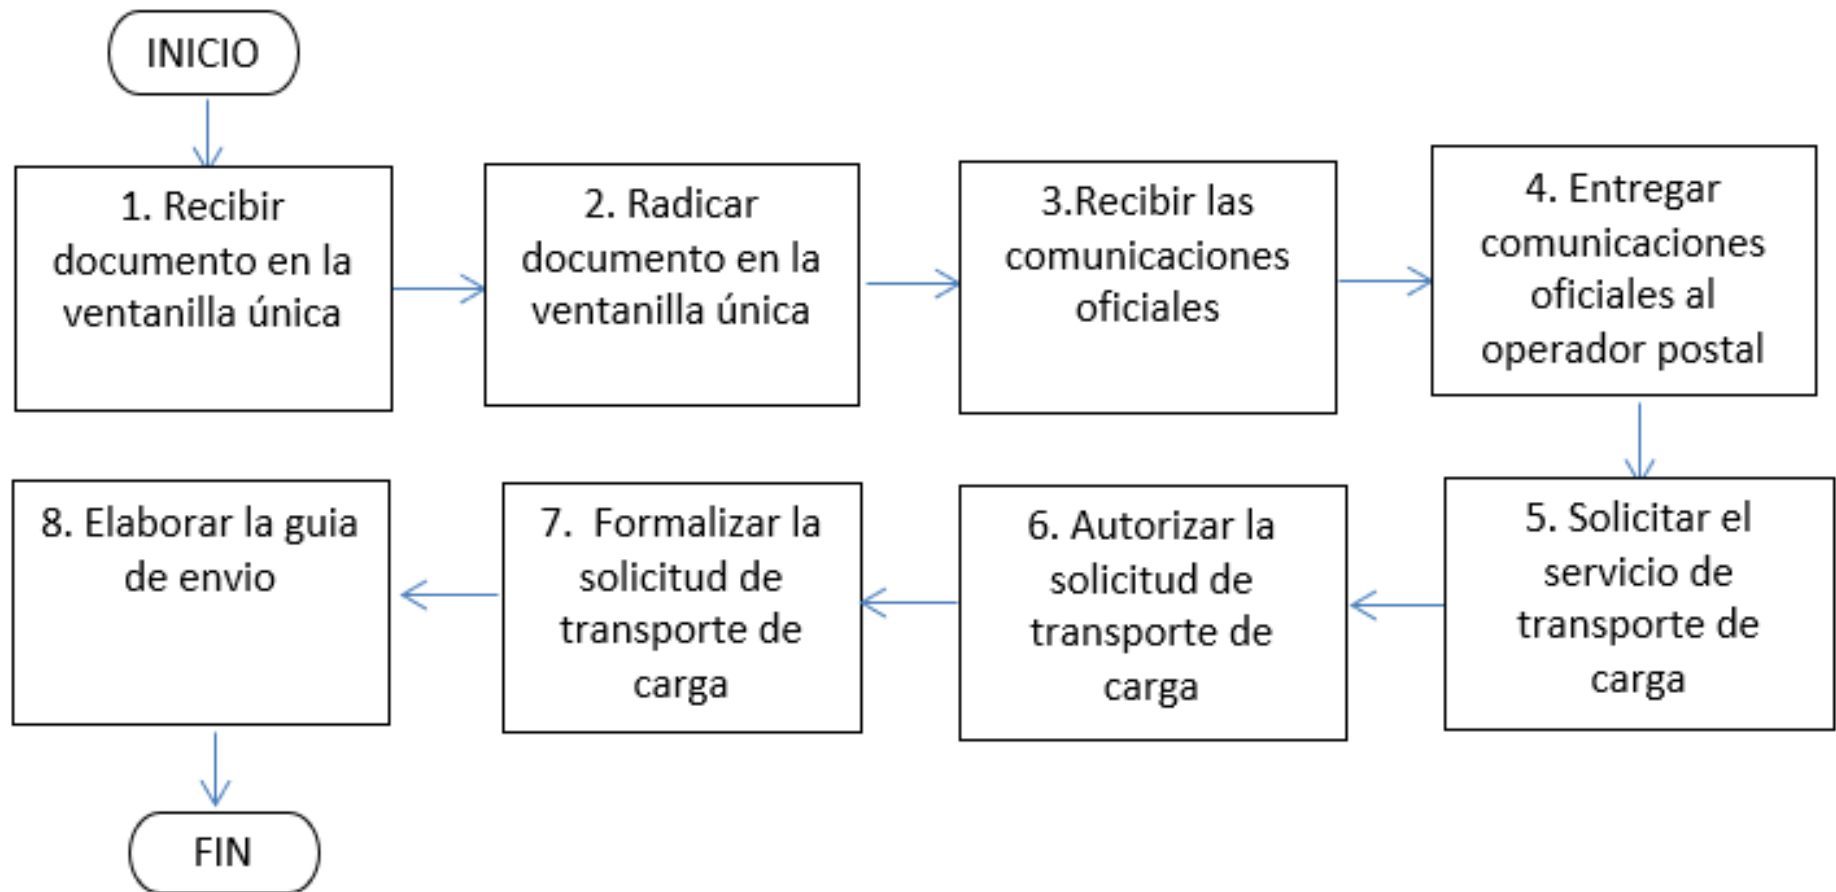 INICIO
1. Recibir
documento en la
ventanilla única
2. Radicar
documento en la
ventanilla única
3.Recibir las
comunicaciones
oficiales
4. Entregar
comunicaciones
oficiales al
operador postal
5. Solicitar el
servicio de
transporte de
carga
6. Autorizar la
solicitud de
transporte de
carga
7.  Formalizar la
solicitud de
transporte de
carga
8. Elaborar la guia
de envio
FIN